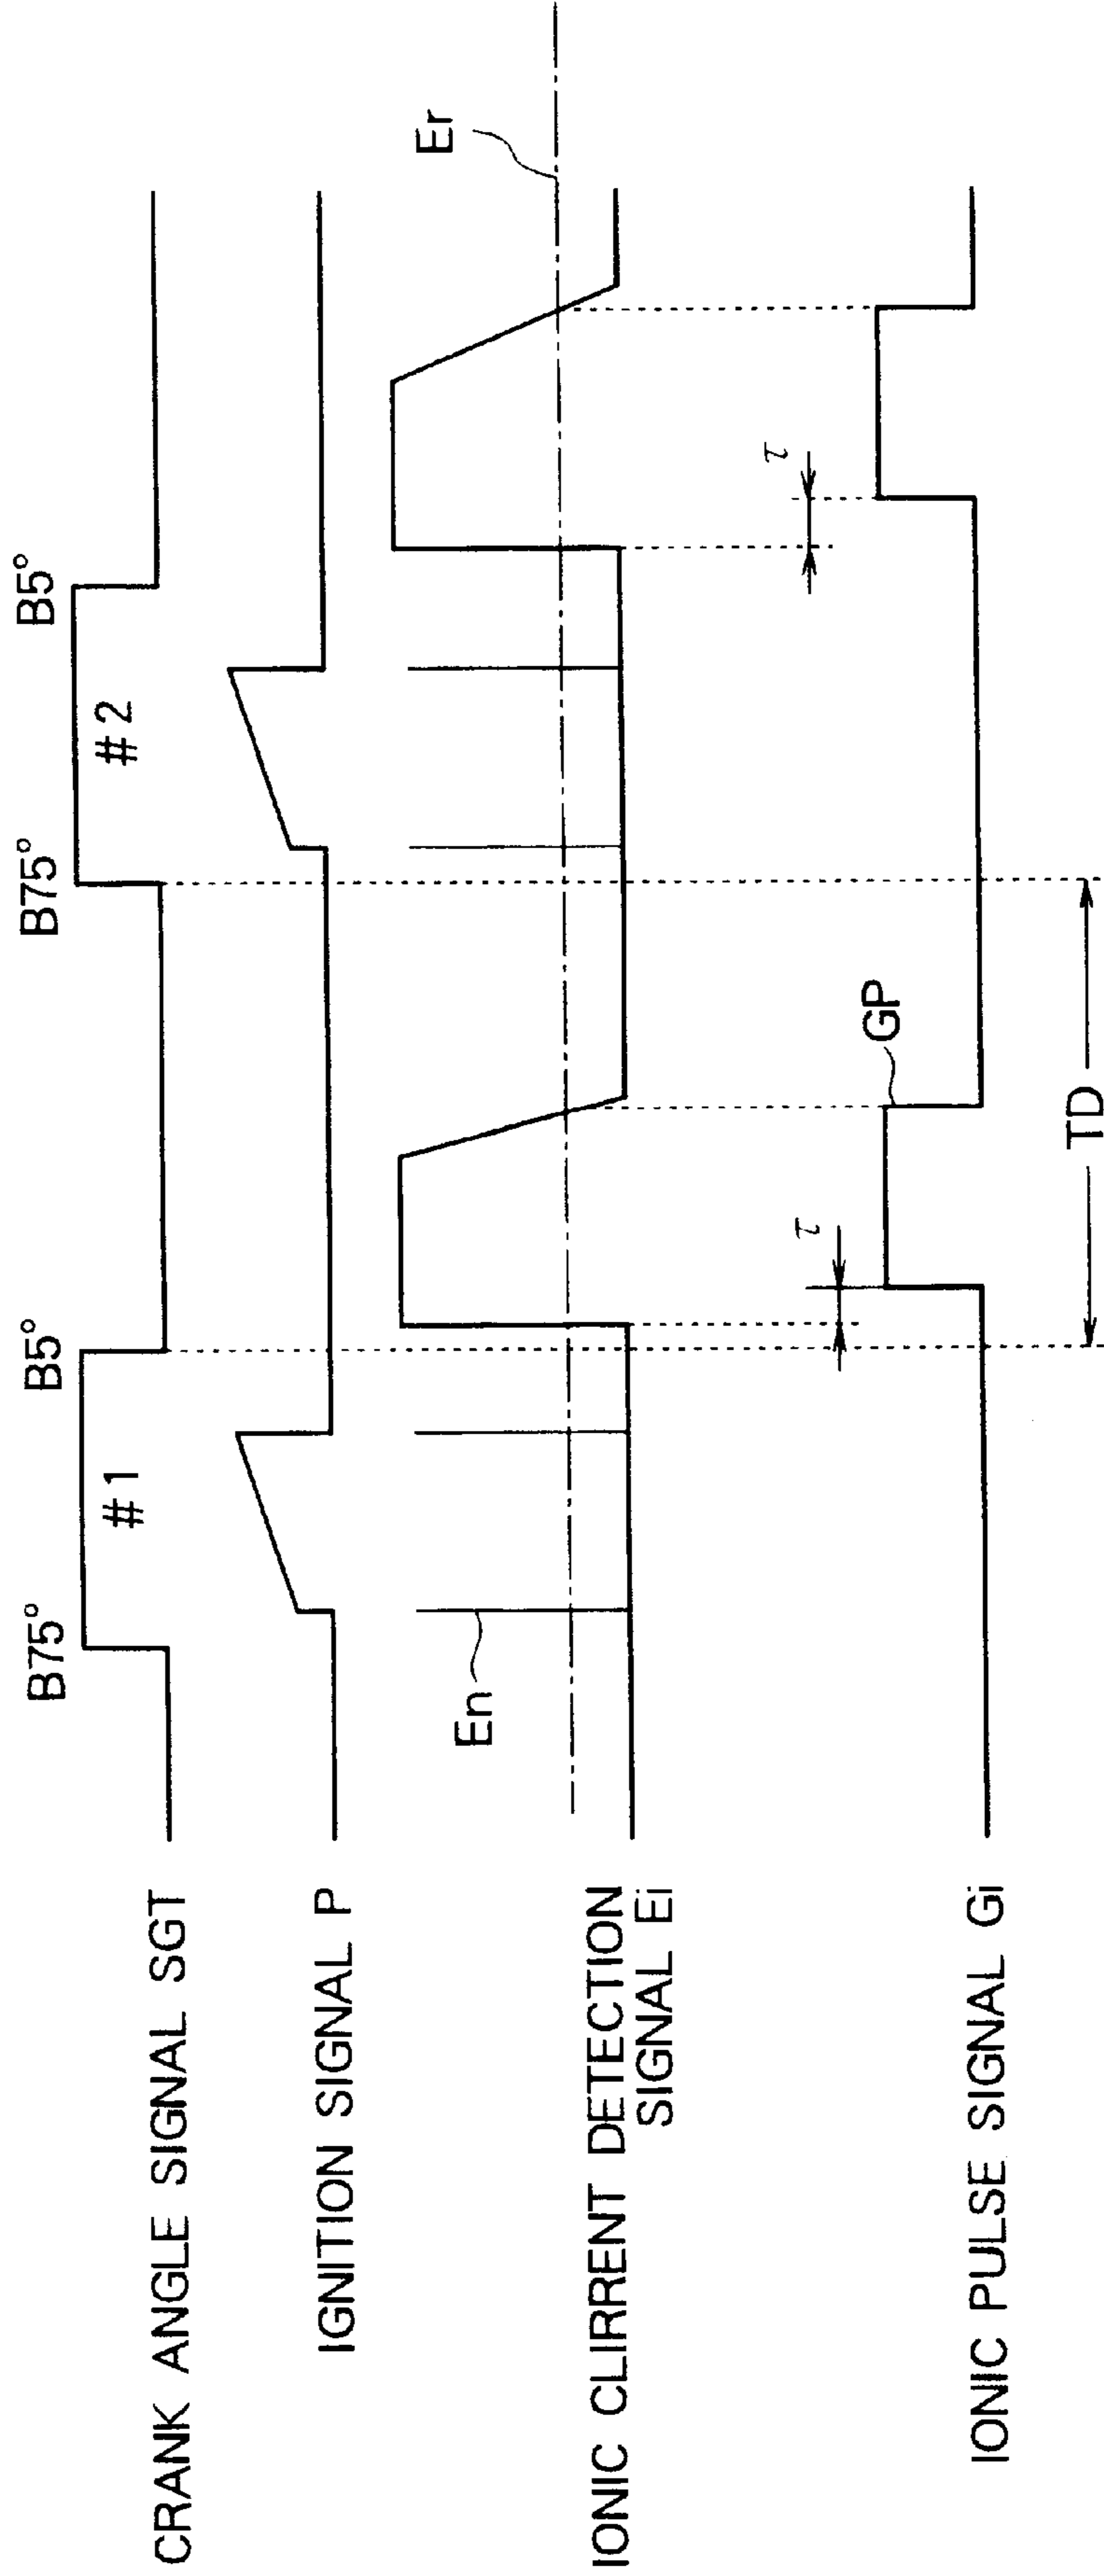 B75°
B5°
B75°
B5°
CRANK ANGLE SIGNAL SGT
#1
#2
IGNITION SIGNAL P
En
Er
IONIC CLIRRENT DETECTION
SIGNAL Ei
τ
τ
GP
IONIC PULSE SIGNAL Gi
TD